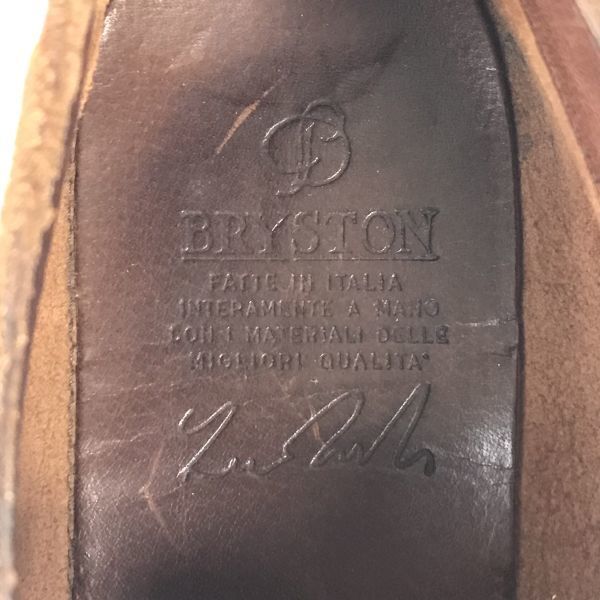 BRYSTON
FATTE IN ITALIA
INTERAMENTE A MANO
CON I MATERIALI DELLE
MIGLIORI QUALITA'